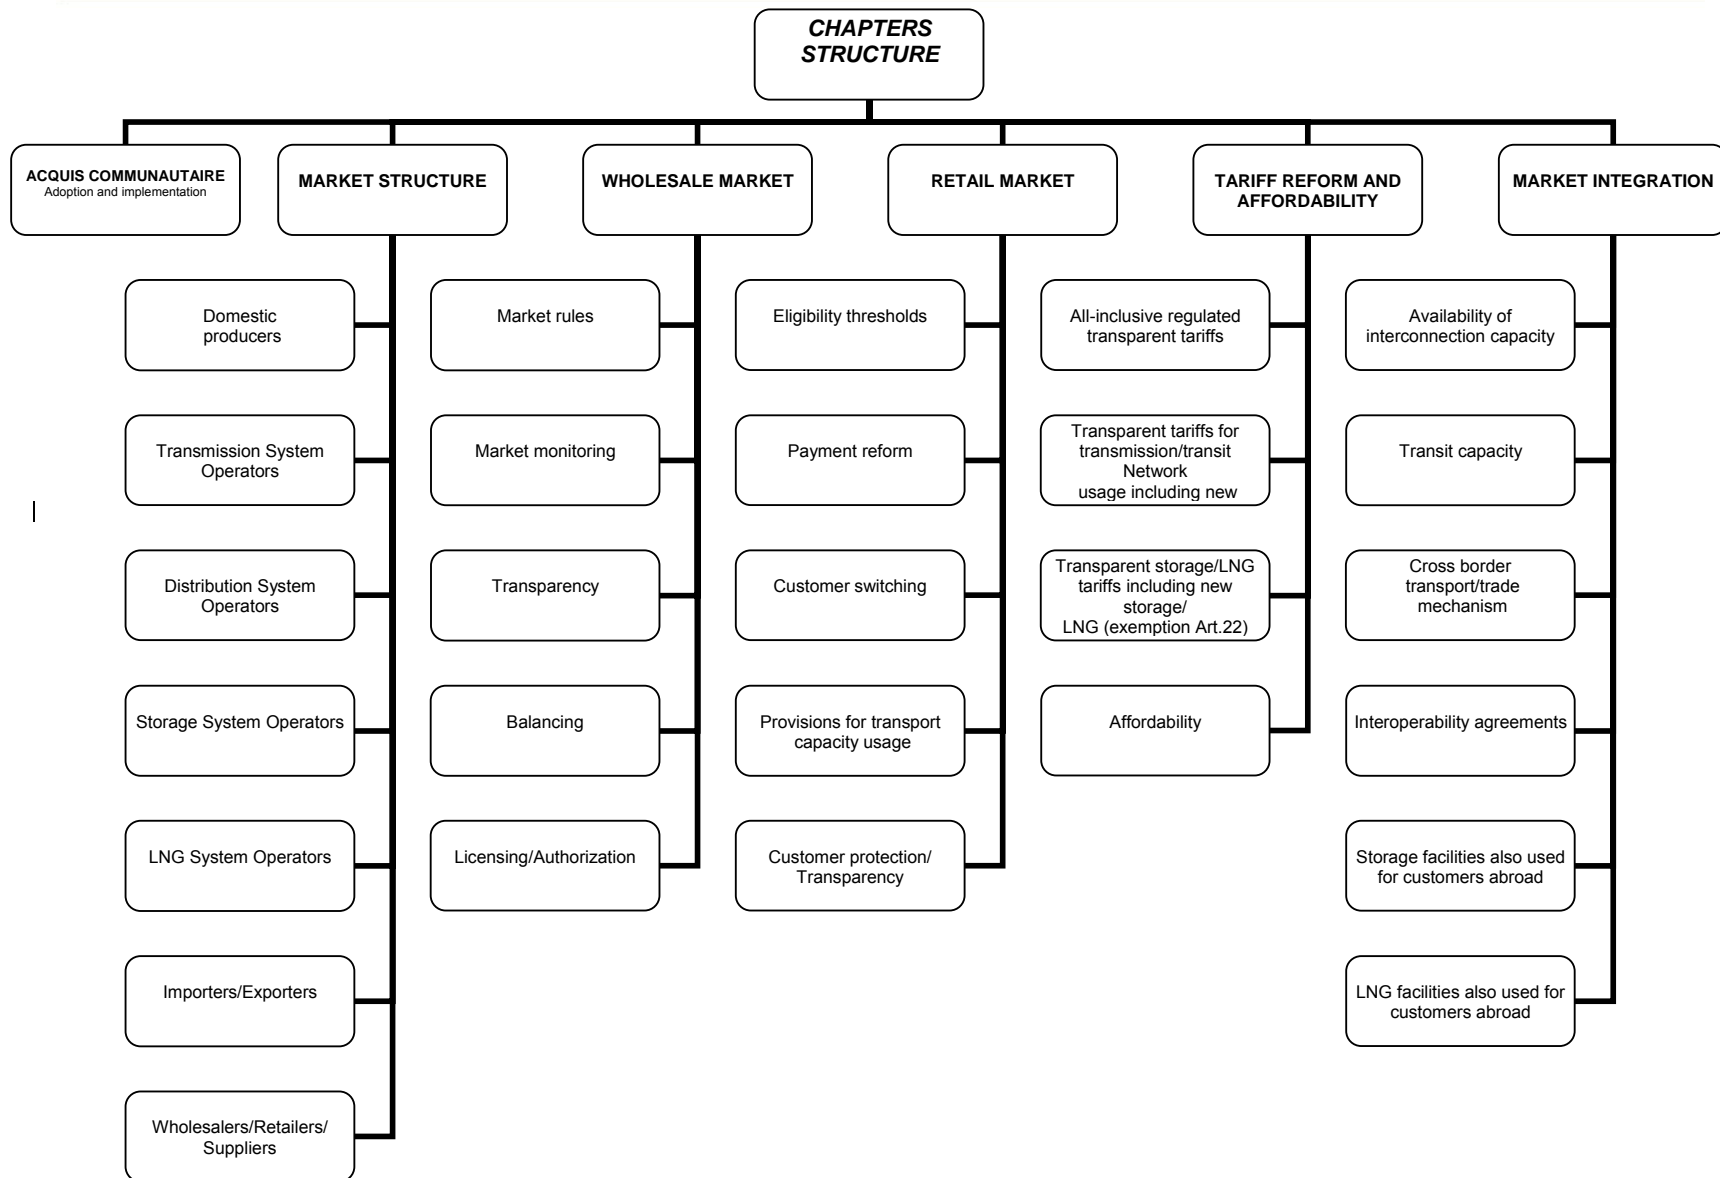 CHAPTERS
STRUCTURE
ACQUIS COMMUNAUTAIRE
Adoption and implementation
MARKET STRUCTURE
WHOLESALE MARKET
RETAIL MARKET
TARIFF REFORM AND
AFFORDABILITY
MARKET INTEGRATION
Domestic
producers
Market rules
Eligibility thresholds
All-inclusive regulated
transparent tariffs
Availability of
interconnection capacity
Transmission System
Operators
Market monitoring
Payment reform
Transparent tariffs for
transmission/transit
Network
usage including new
Transit capacity
Distribution System
Operators
Transparency
Customer switching
Transparent storage/LNG
tariffs including new
storage/
LNG (exemption Art.22)
Cross border
transport/trade
mechanism
Storage System Operators
Balancing
Provisions for transport
capacity usage
Affordability
Interoperability agreements
LNG System Operators
Licensing/Authorization
Customer protection/
Transparency
Storage facilities also used
for customers abroad
Importers/Exporters
LNG facilities also used for
customers abroad
Wholesalers/Retailers/
Suppliers